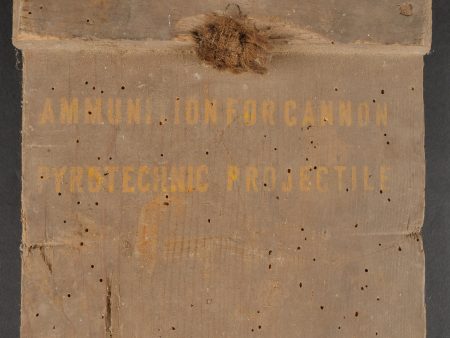 AMMUNITION FOR CANNON
PYROTECHNIC PROJECTILE